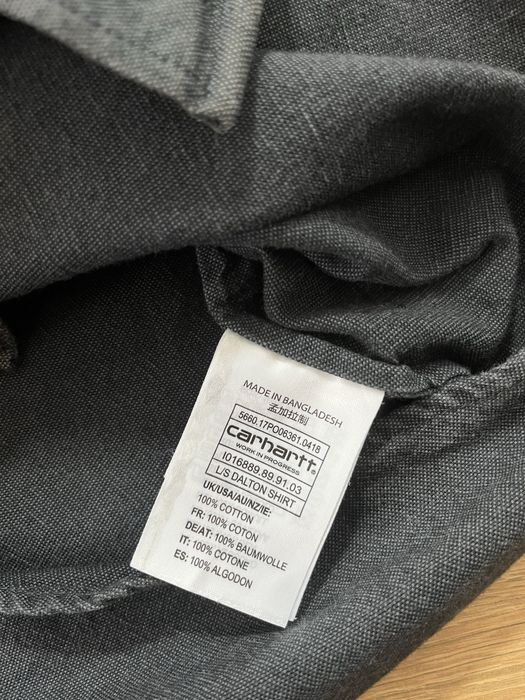 MADE IN BANGLADESH
孟加拉制
5660.17PO06361.0418
carhartt
WORK IN PROGRESS
I016889.89.91.03
L/S DALTON SHIRT
UK/USA/AU/NZ/IE:
100% COTTON
FR: 100% COTON
DE/AT: 100% BAUMWOLLE
IT: 100% COTONE
ES: 100% ALGODON